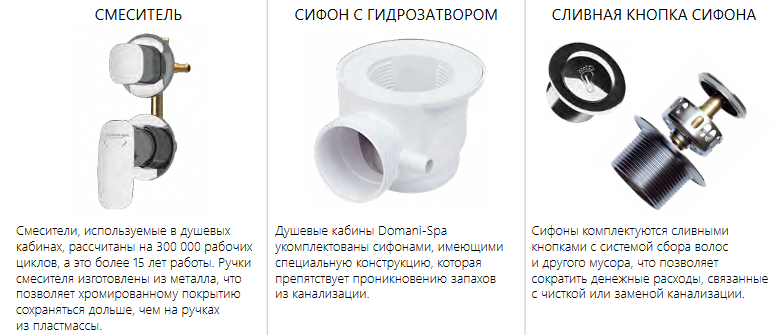 СМЕСИТЕЛЬ
Смесители, используемые в душевых
кабинах, рассчитаны на 300 000 рабочих
циклов, а это более 15 лет работы. Ручки
смесителя изготовлены из металла, что
позволяет хромированному покрытию
сохраняться дольше, чем на ручках
из пластмассы.
СИФОН С ГИДРОЗАТВОРОМ
Душевые кабины Domani-Spa
укомплектованы сифонами, имеющими
специальную конструкцию, которая
препятствует проникновению запахов
из канализации.
СЛИВНАЯ КНОПКА СИФОНА
Сифоны комплектуются сливными
кнопками с системой сбора волос
и другого мусора, что позволяет
сократить денежные расходы, связанные
с чисткой или заменой канализации.